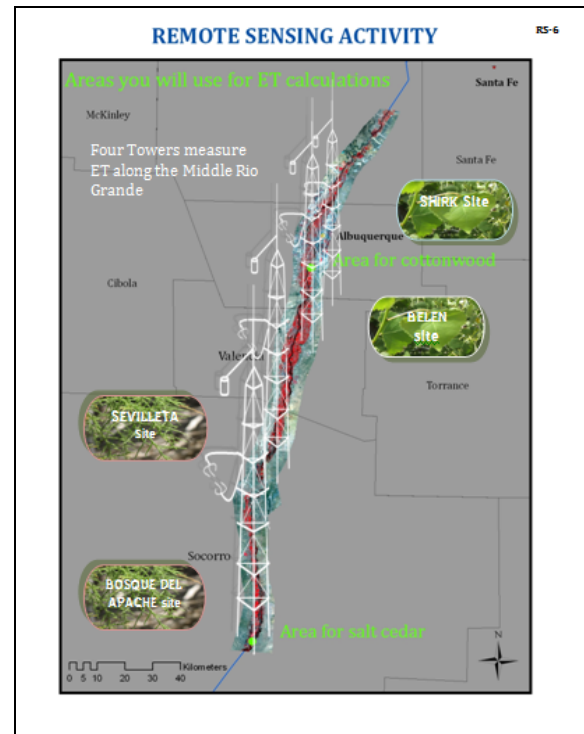 REMOTE SENSING ACTIVITY
RS-6
Areas you will use for ET calculations
Santa Fe
McKinley
Four Towers measure
ET along the Middle Rio
Grande
Santa Fe
SHIRK Site
Albuquerque
Area for cottonwood
Cibola
BELEN
site
Valencia
Torrance
SEVILLETA
Site
Socorro
BOSQUE DEL
APACHE site
Area for salt cedar
N
Kilometers
0 5 10 20 30 40